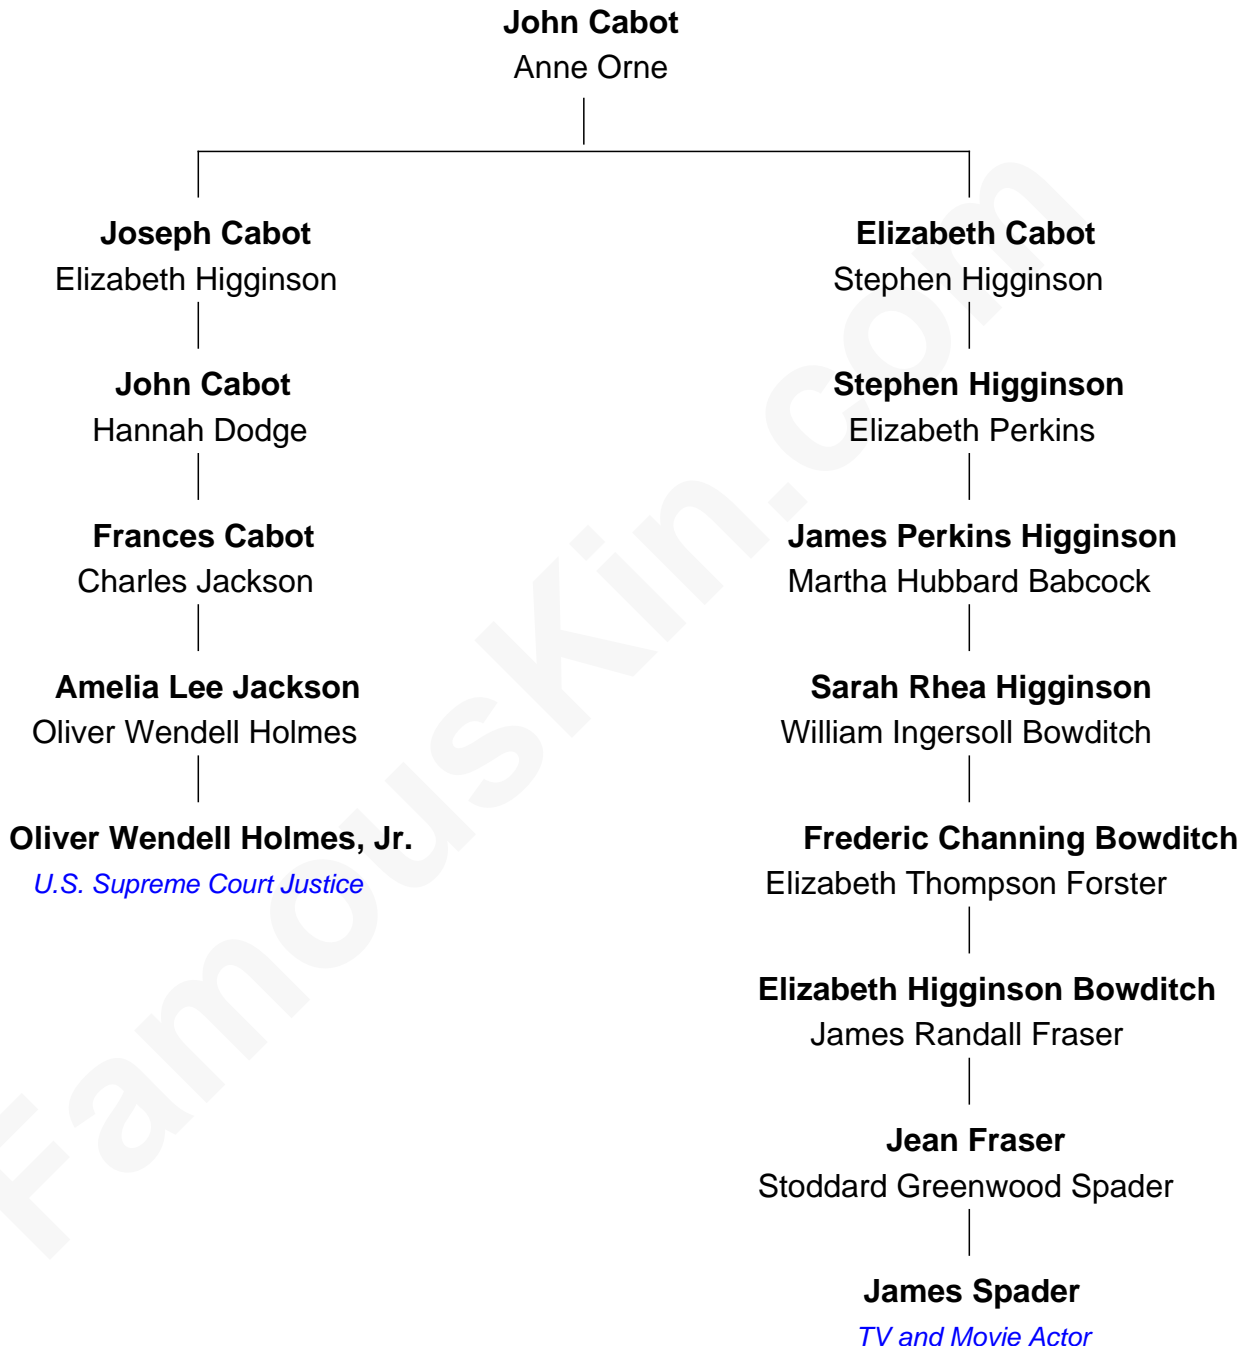 John Cabot
Anne Orne
Joseph Cabot
Elizabeth Higginson
John Cabot
Hannah Dodge
Frances Cabot
Charles Jackson
Amelia Lee Jackson
Oliver Wendell Holmes
Oliver Wendell Holmes, Jr.
U.S. Supreme Court Justice
Elizabeth Cabot
Stephen Higginson
Stephen Higginson
Elizabeth Perkins
James Perkins Higginson
Martha Hubbard Babcock
Sarah Rhea Higginson
William Ingersoll Bowditch
Frederic Channing Bowditch
Elizabeth Thompson Forster
Elizabeth Higginson Bowditch
James Randall Fraser
Jean Fraser
Stoddard Greenwood Spader
James Spader
TV and Movie Actor
FamousKin.com